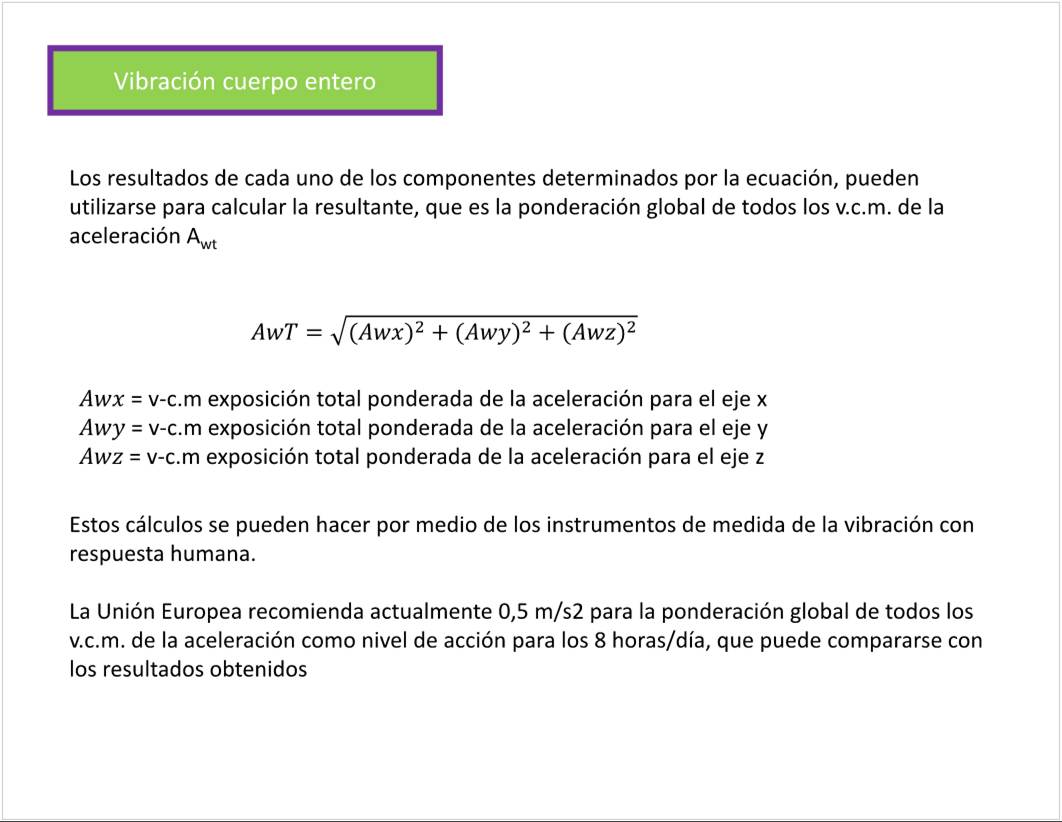 Vibración cuerpo entero
Los resultados de cada uno de los componentes determinados por la ecuación, pueden
utilizarse para calcular la resultante, que es la ponderación global de todos los v.c.m. de la
aceleración Awt
AwT = √(Awx)² + (Awy)² + (Awz)²
Awx = v-c.m exposición total ponderada de la aceleración para el eje x
Awy = v-c.m exposición total ponderada de la aceleración para el eje y
Awz = v-c.m exposición total ponderada de la aceleración para el eje z
Estos cálculos se pueden hacer por medio de los instrumentos de medida de la vibración con
respuesta humana.
La Unión Europea recomienda actualmente 0,5 m/s2 para la ponderación global de todos los
v.c.m. de la aceleración como nivel de acción para los 8 horas/día, que puede compararse con
los resultados obtenidos